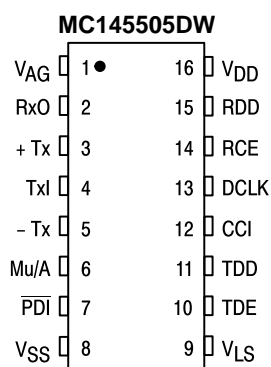 MC145505DW
VAG 1 16 VDD
RxO 2 15 RDD
+ Tx 3 14 RCE
TxI 4 13 DCLK
– Tx 5 12 CCI
Mu/A 6 11 TDD
PDI 7 10 TDE
VSS 8 9 VLS